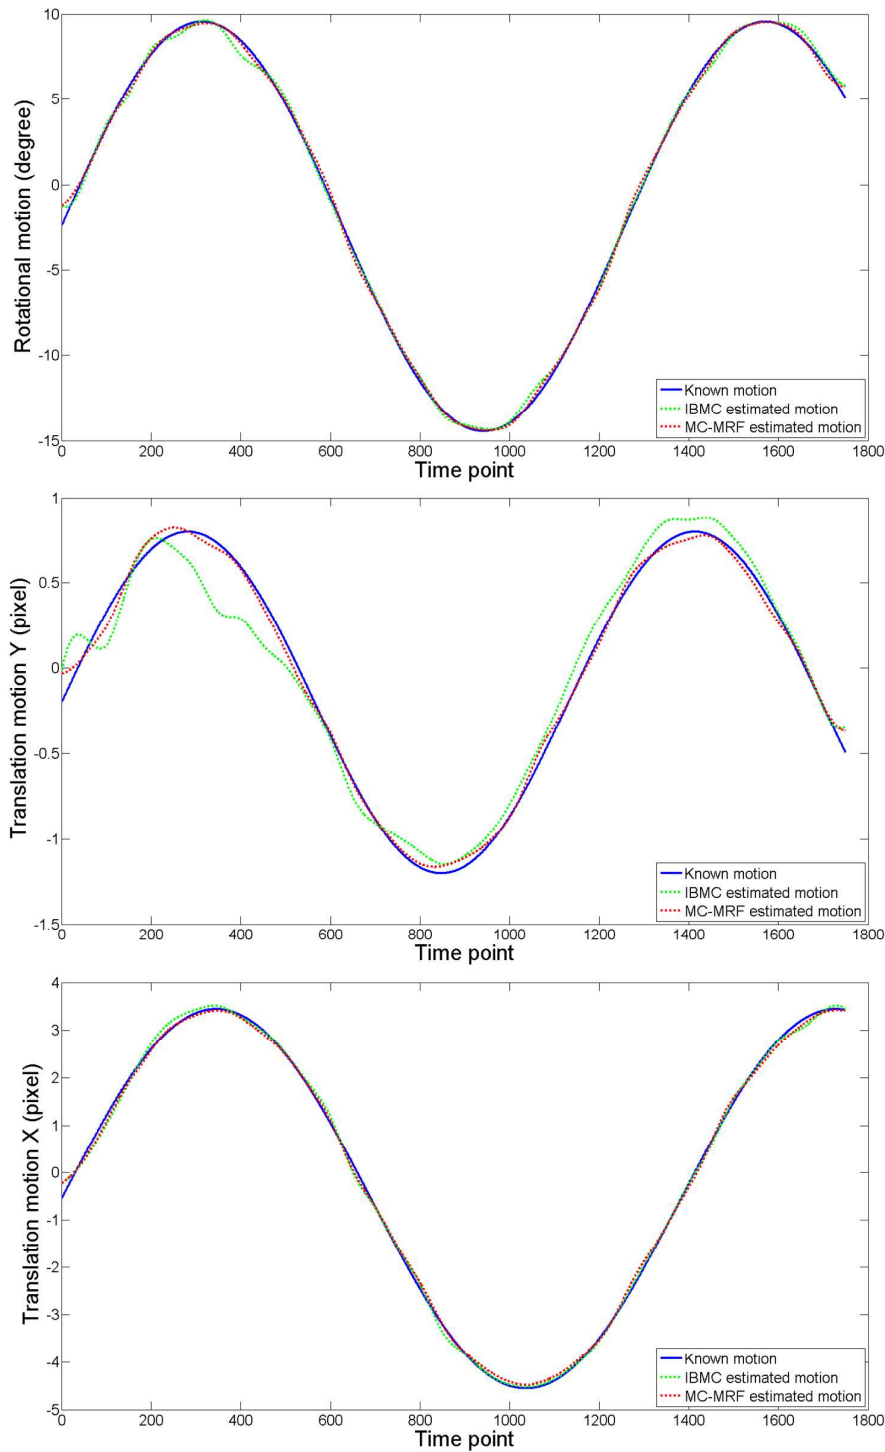 10
5
0
-5
-10
-15
Rotational motion (degree)
0 200 400 600 800 1000 1200 1400 1600 1800
Time point
Known motion
IBMC estimated motion
MC-MRF estimated motion
1
0.5
0
-0.5
-1
-1.5
Translation motion Y (pixel)
0 200 400 600 800 1000 1200 1400 1600 1800
Time point
Known motion
IBMC estimated motion
MC-MRF estimated motion
4
3
2
1
0
-1
-2
-3
-4
-5
Translation motion X (pixel)
0 200 400 600 800 1000 1200 1400 1600 1800
Time point
Known motion
IBMC estimated motion
MC-MRF estimated motion